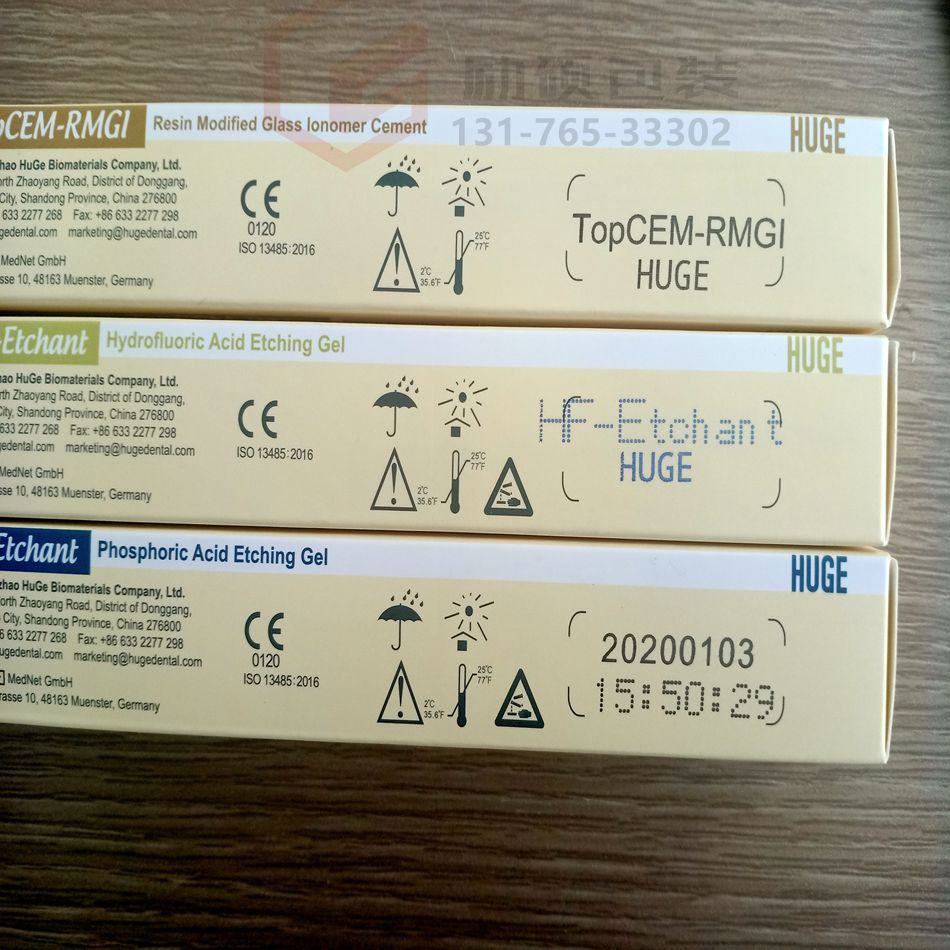 励硕包装
131-765-33302
pCEM-RMGI Resin Modified Glass Ionomer Cement HUGE
zhao HuGe Biomaterials Company, Ltd.
orth Zhaoyang Road, District of Donggang,
City, Shandong Province, China 276800
633 2277 268 Fax: +86 633 2277 298
gedental.com marketing@hugedental.com
MedNet GmbH
sse 10, 48163 Muenster, Germany
CE
0120
ISO 13485:2016
25°C
77°F
2°C
35.6°F
TopCEM-RMGI
HUGE
-Etchant Hydrofluoric Acid Etching Gel HUGE
hao HuGe Biomaterials Company, Ltd.
rth Zhaoyang Road, District of Donggang,
City, Shandong Province, China 276800
633 2277 268 Fax: +86 633 2277 298
gedental.com marketing@hugedental.com
MedNet GmbH
sse 10, 48163 Muenster, Germany
CE
ISO 13485:2016
25°C
77°F
2°C
35.6°F
HF-Etchant
HUGE
Etchant Phosphoric Acid Etching Gel HUGE
zhao HuGe Biomaterials Company, Ltd.
orth Zhaoyang Road, District of Donggang,
City, Shandong Province, China 276800
6 633 2277 268 Fax: +86 633 2277 298
ugedental.com marketing@hugedental.com
MedNet GmbH
rasse 10, 48163 Muenster, Germany
CE
0120
ISO 13485:2016
25°C
77°F
2°C
35.6°F
20200103
15:50:29